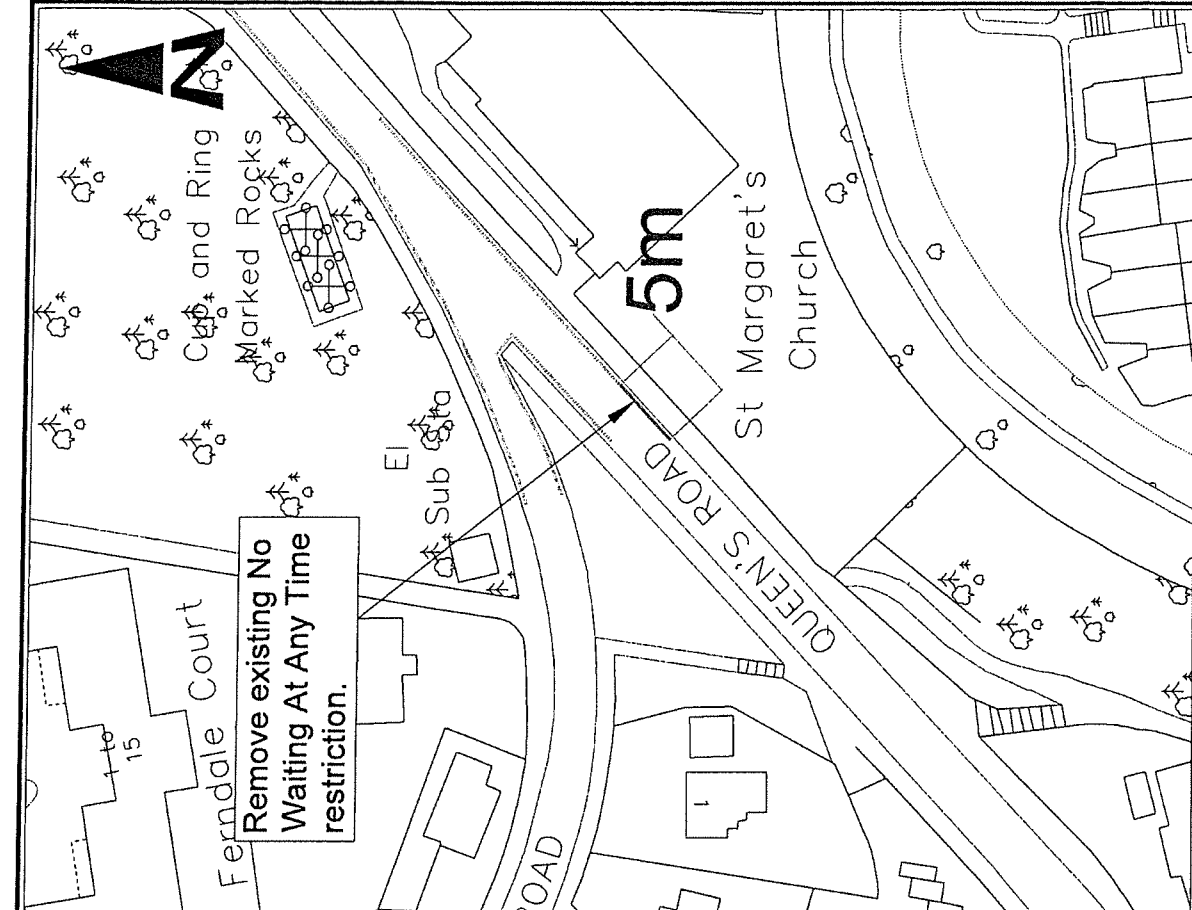 N
Cup and Ring
Marked Rocks
5m
St Margaret's
Church
El
Sub Sta
QUEEN'S ROAD
Remove existing No
Waiting At Any Time
restriction.
Ferndale Court
1 to
15
1
ROAD